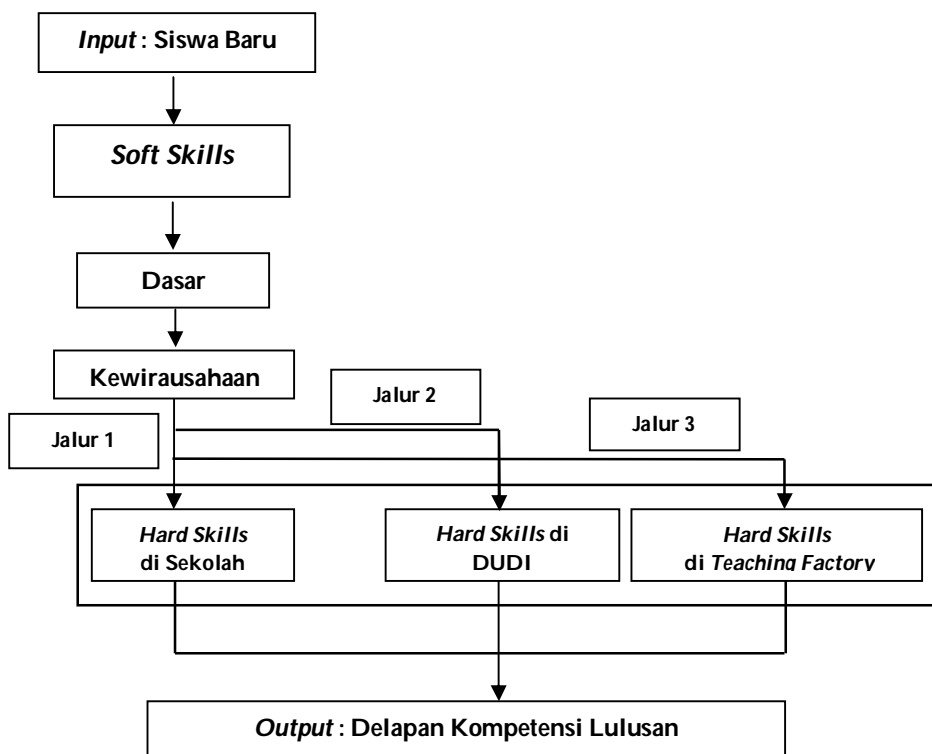 Input : Siswa Baru
Soft Skills
Dasar
Kewirausahaan
Jalur 2
Jalur 1
Jalur 3
Hard Skills
di Sekolah
Hard Skills di
DUDI
Hard Skills
di Teaching Factory
Output : Delapan Kompetensi Lulusan